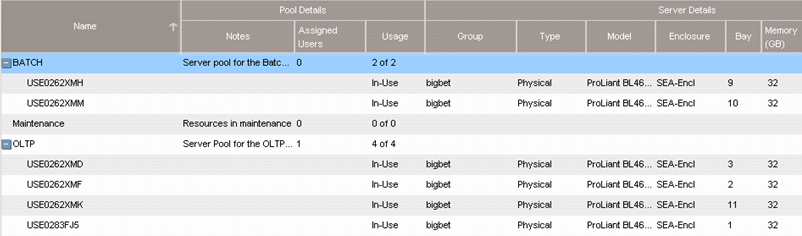 Pool Details Server Details
Name Notes Assigned Users Usage Group Type Model Enclosure Bay Memory (GB)
BATCH Server pool for the Batc... 0 2 of 2
USE0262XMH In-Use bigbet Physical ProLiant BL46... SEA-Encl 9 32
USE0262XMM In-Use bigbet Physical ProLiant BL46... SEA-Encl 10 32
Maintenance Resources in maintenance 0 0 of 0
OLTP Server Pool for the OLTP... 1 4 of 4
USE0262XMD In-Use bigbet Physical ProLiant BL46... SEA-Encl 3 32
USE0262XMF In-Use bigbet Physical ProLiant BL46... SEA-Encl 2 32
USE0262XMK In-Use bigbet Physical ProLiant BL46... SEA-Encl 11 32
USE0283FJ5 In-Use bigbet Physical ProLiant BL46... SEA-Encl 1 32